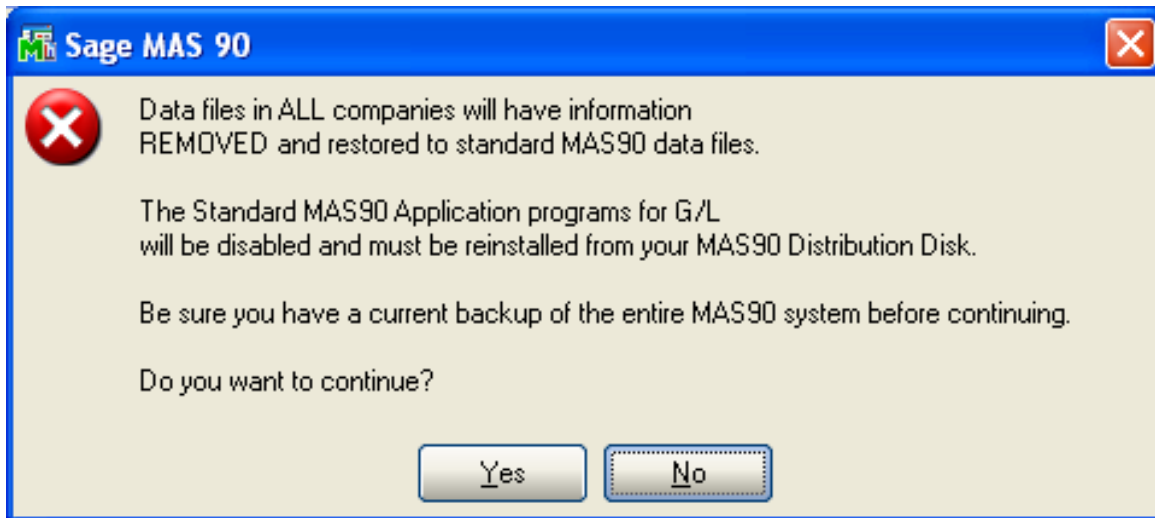 Sage MAS 90
Data files in ALL companies will have information
REMOVED and restored to standard MAS90 data files.
The Standard MAS90 Application programs for G/L
will be disabled and must be reinstalled from your MAS90 Distribution Disk.
Be sure you have a current backup of the entire MAS90 system before continuing.
Do you want to continue?
Yes No